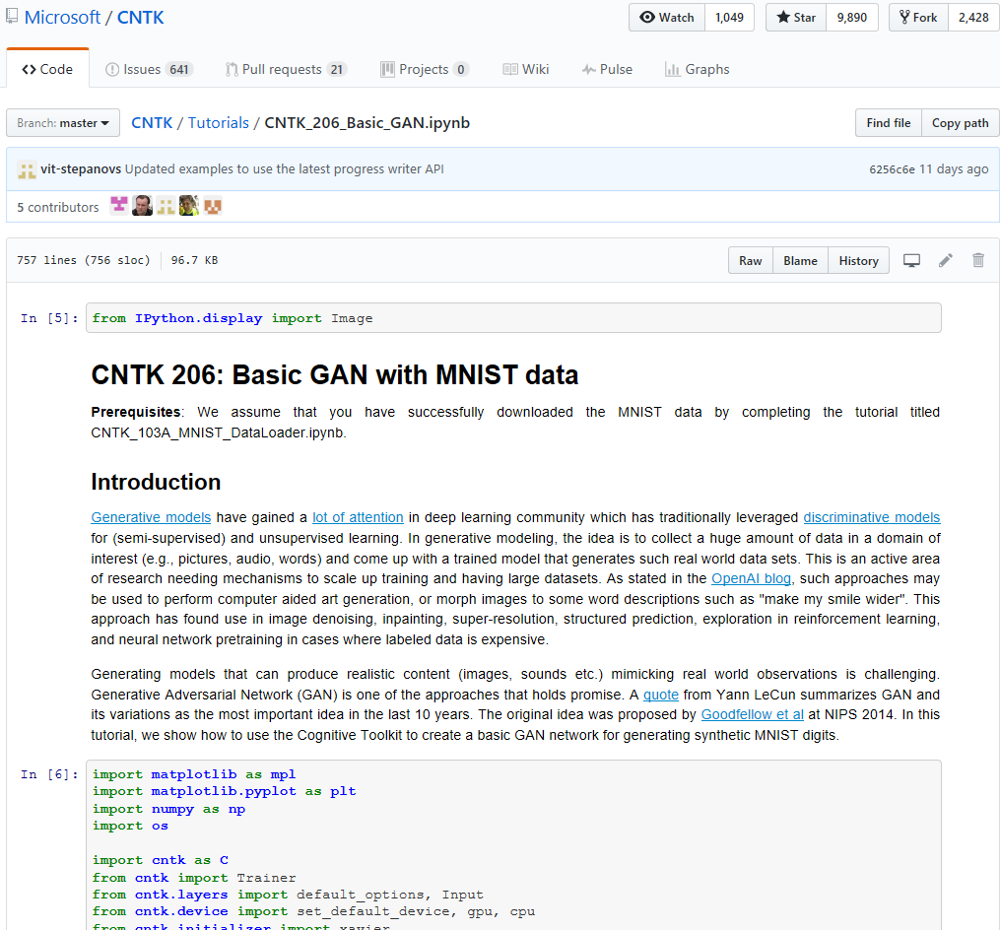 Microsoft / CNTK
Watch 1,049 Star 9,890 Fork 2,428
Code Issues 641 Pull requests 21 Projects 0 Wiki Pulse Graphs
Branch: master CNTK / Tutorials / CNTK_206_Basic_GAN.ipynb Find file Copy path
vit-stepanovs Updated examples to use the latest progress writer API 6256c6e 11 days ago
5 contributors
757 lines (756 sloc) 96.7 KB Raw Blame History
In [5]: from IPython.display import Image
CNTK 206: Basic GAN with MNIST data
Prerequisites: We assume that you have successfully downloaded the MNIST data by completing the tutorial titled
CNTK_103A_MNIST_DataLoader.ipynb.
Introduction
Generative models have gained a lot of attention in deep learning community which has traditionally leveraged discriminative models
for (semi-supervised) and unsupervised learning. In generative modeling, the idea is to collect a huge amount of data in a domain of
interest (e.g., pictures, audio, words) and come up with a trained model that generates such real world data sets. This is an active area
of research needing mechanisms to scale up training and having large datasets. As stated in the OpenAI blog, such approaches may
be used to perform computer aided art generation, or morph images to some word descriptions such as "make my smile wider". This
approach has found use in image denoising, inpainting, super-resolution, structured prediction, exploration in reinforcement learning,
and neural network pretraining in cases where labeled data is expensive.
Generating models that can produce realistic content (images, sounds etc.) mimicking real world observations is challenging.
Generative Adversarial Network (GAN) is one of the approaches that holds promise. A quote from Yann LeCun summarizes GAN and
its variations as the most important idea in the last 10 years. The original idea was proposed by Goodfellow et al at NIPS 2014. In this
tutorial, we show how to use the Cognitive Toolkit to create a basic GAN network for generating synthetic MNIST digits.
In [6]: import matplotlib as mpl
import matplotlib.pyplot as plt
import numpy as np
import os
import cntk as C
from cntk import Trainer
from cntk.layers import default_options, Input
from cntk.device import set_default_device, gpu, cpu
from cntk.initializer import xavier